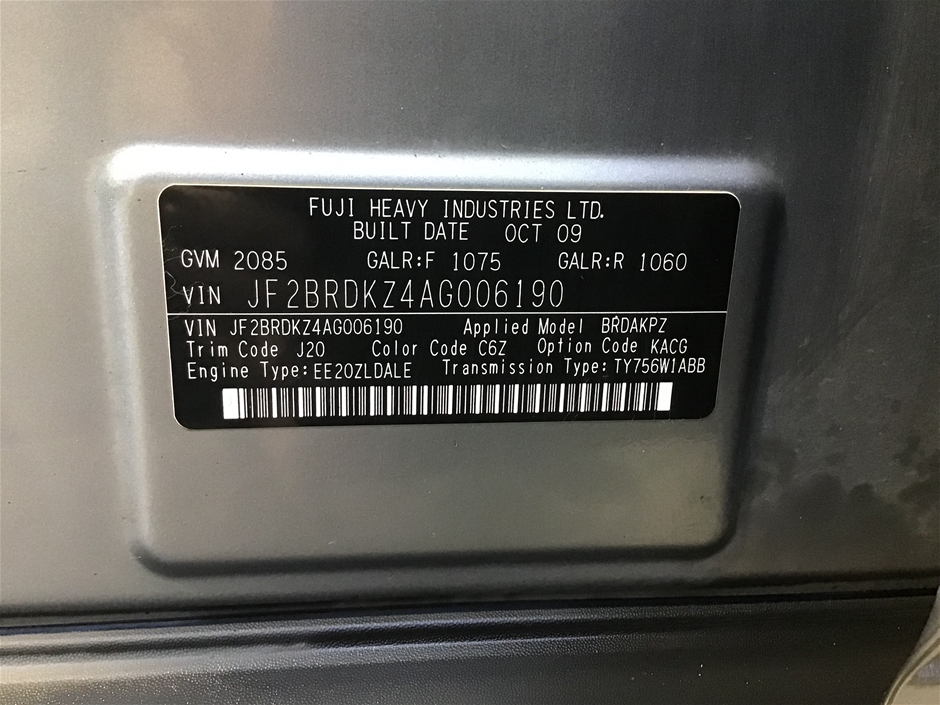 FUJI HEAVY INDUSTRIES LTD.
BUILT DATE OCT 09
GVM 2085 GALR:F 1075 GALR:R 1060
VIN JF2BRDKZ4AG006190
VIN JF2BRDKZ4AG006190 Applied Model BRDAKPZ
Trim Code J20 Color Code C6Z Option Code KACG
Engine Type:EE20ZLDALE Transmission Type:TY756W1ABB